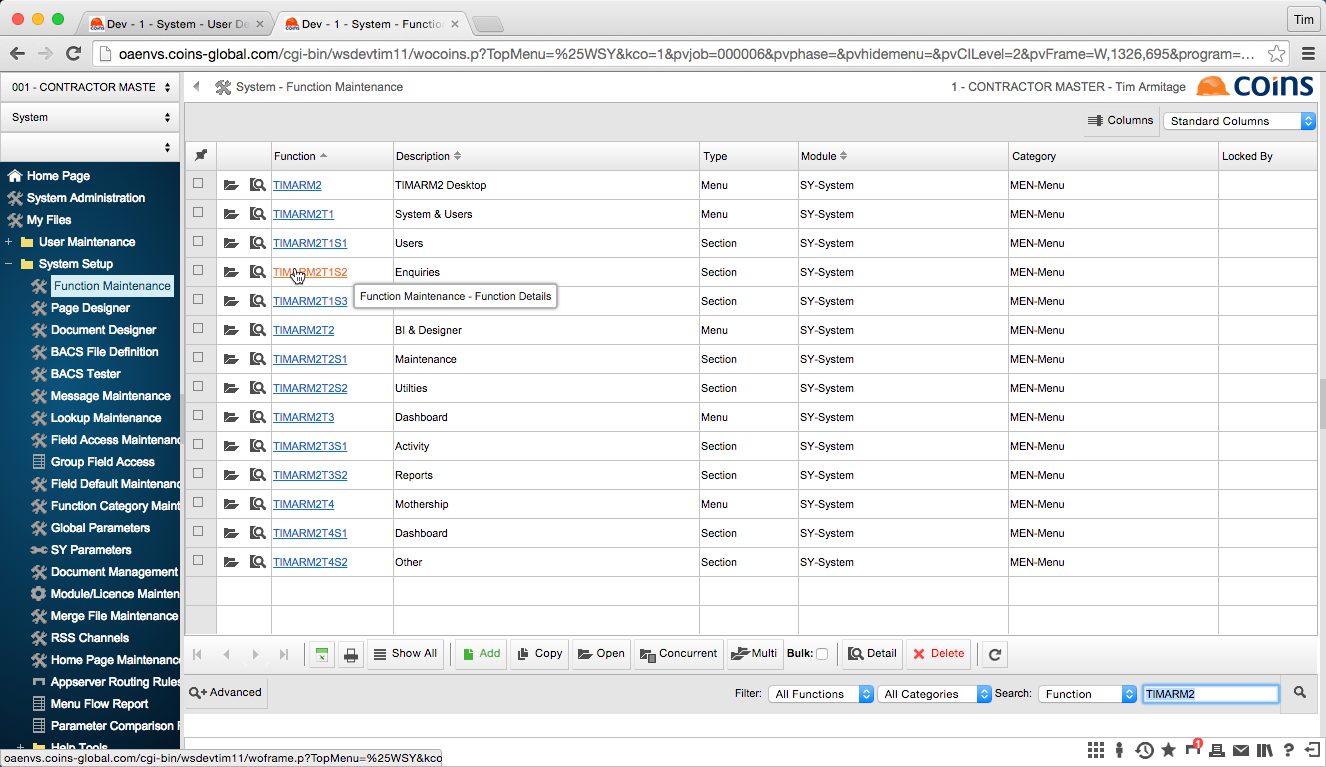 Dev - 1 - System - User De
Dev - 1 - System - Functio
Tim
oaenvs.coins-global.com/cgi-bin/wsdevtim11/wocoins.p?TopMenu=%25WSY&kco=1&pvjob=000006&pvphase=&pvhidemenu=&pvCILevel=2&pvFrame=W,1326,695&program=...
001 - CONTRACTOR MASTE
System - Function Maintenance
1 - CONTRACTOR MASTER - Tim Armitage
coins
System
Columns
Standard Columns
Home Page
System Administration
My Files
+ User Maintenance
− System Setup
Function Maintenance
Page Designer
Document Designer
BACS File Definition
BACS Tester
Message Maintenance
Lookup Maintenance
Field Access Maintenanc
Group Field Access
Field Default Maintenanc
Function Category Maint
Global Parameters
SY Parameters
Document Management
Module/Licence Mainten
Merge File Maintenance
RSS Channels
Home Page Maintenanc
Appserver Routing Rules
Menu Flow Report
Parameter Comparison R
+ Help Tools
Function Description Type Module Category Locked By
TIMARM2 TIMARM2 Desktop Menu SY-System MEN-Menu
TIMARM2T1 System & Users Menu SY-System MEN-Menu
TIMARM2T1S1 Users Section SY-System MEN-Menu
TIMARM2T1S2 Enquiries Section SY-System MEN-Menu
Function Maintenance - Function Details
TIMARM2T1S3 Section SY-System MEN-Menu
TIMARM2T2 BI & Designer Menu SY-System MEN-Menu
TIMARM2T2S1 Maintenance Section SY-System MEN-Menu
TIMARM2T2S2 Utilties Section SY-System MEN-Menu
TIMARM2T3 Dashboard Menu SY-System MEN-Menu
TIMARM2T3S1 Activity Section SY-System MEN-Menu
TIMARM2T3S2 Reports Section SY-System MEN-Menu
TIMARM2T4 Mothership Menu SY-System MEN-Menu
TIMARM2T4S1 Dashboard Section SY-System MEN-Menu
TIMARM2T4S2 Other Section SY-System MEN-Menu
Show All Add Copy Open Concurrent Multi Bulk: Detail Delete
Advanced Filter: All Functions All Categories Search: Function TIMARM2
1
?
oaenvs.coins-global.com/cgi-bin/wsdevtim11/woframe.p?TopMenu=%25WSY&kco